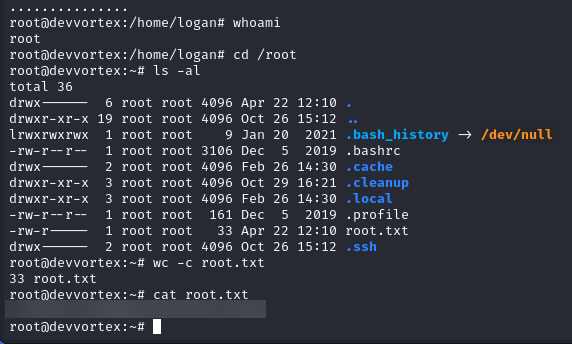 ...............
root@devvortex:/home/logan# whoami
root
root@devvortex:/home/logan# cd /root
root@devvortex:~# ls -al
total 36
drwx------  6 root root 4096 Apr 22 12:10 .
drwxr-xr-x 19 root root 4096 Oct 26 15:12 ..
lrwxrwxrwx  1 root root    9 Jan 20  2021 .bash_history -> /dev/null
-rw-r--r--  1 root root 3106 Dec  5  2019 .bashrc
drwx------  2 root root 4096 Feb 26 14:30 .cache
drwxr-xr-x  3 root root 4096 Oct 29 16:21 .cleanup
drwxr-xr-x  3 root root 4096 Feb 26 14:30 .local
-rw-r--r--  1 root root  161 Dec  5  2019 .profile
-rw-r-----  1 root root   33 Apr 22 12:10 root.txt
drwx------  2 root root 4096 Oct 26 15:12 .ssh
root@devvortex:~# wc -c root.txt
33 root.txt
root@devvortex:~# cat root.txt
root@devvortex:~#